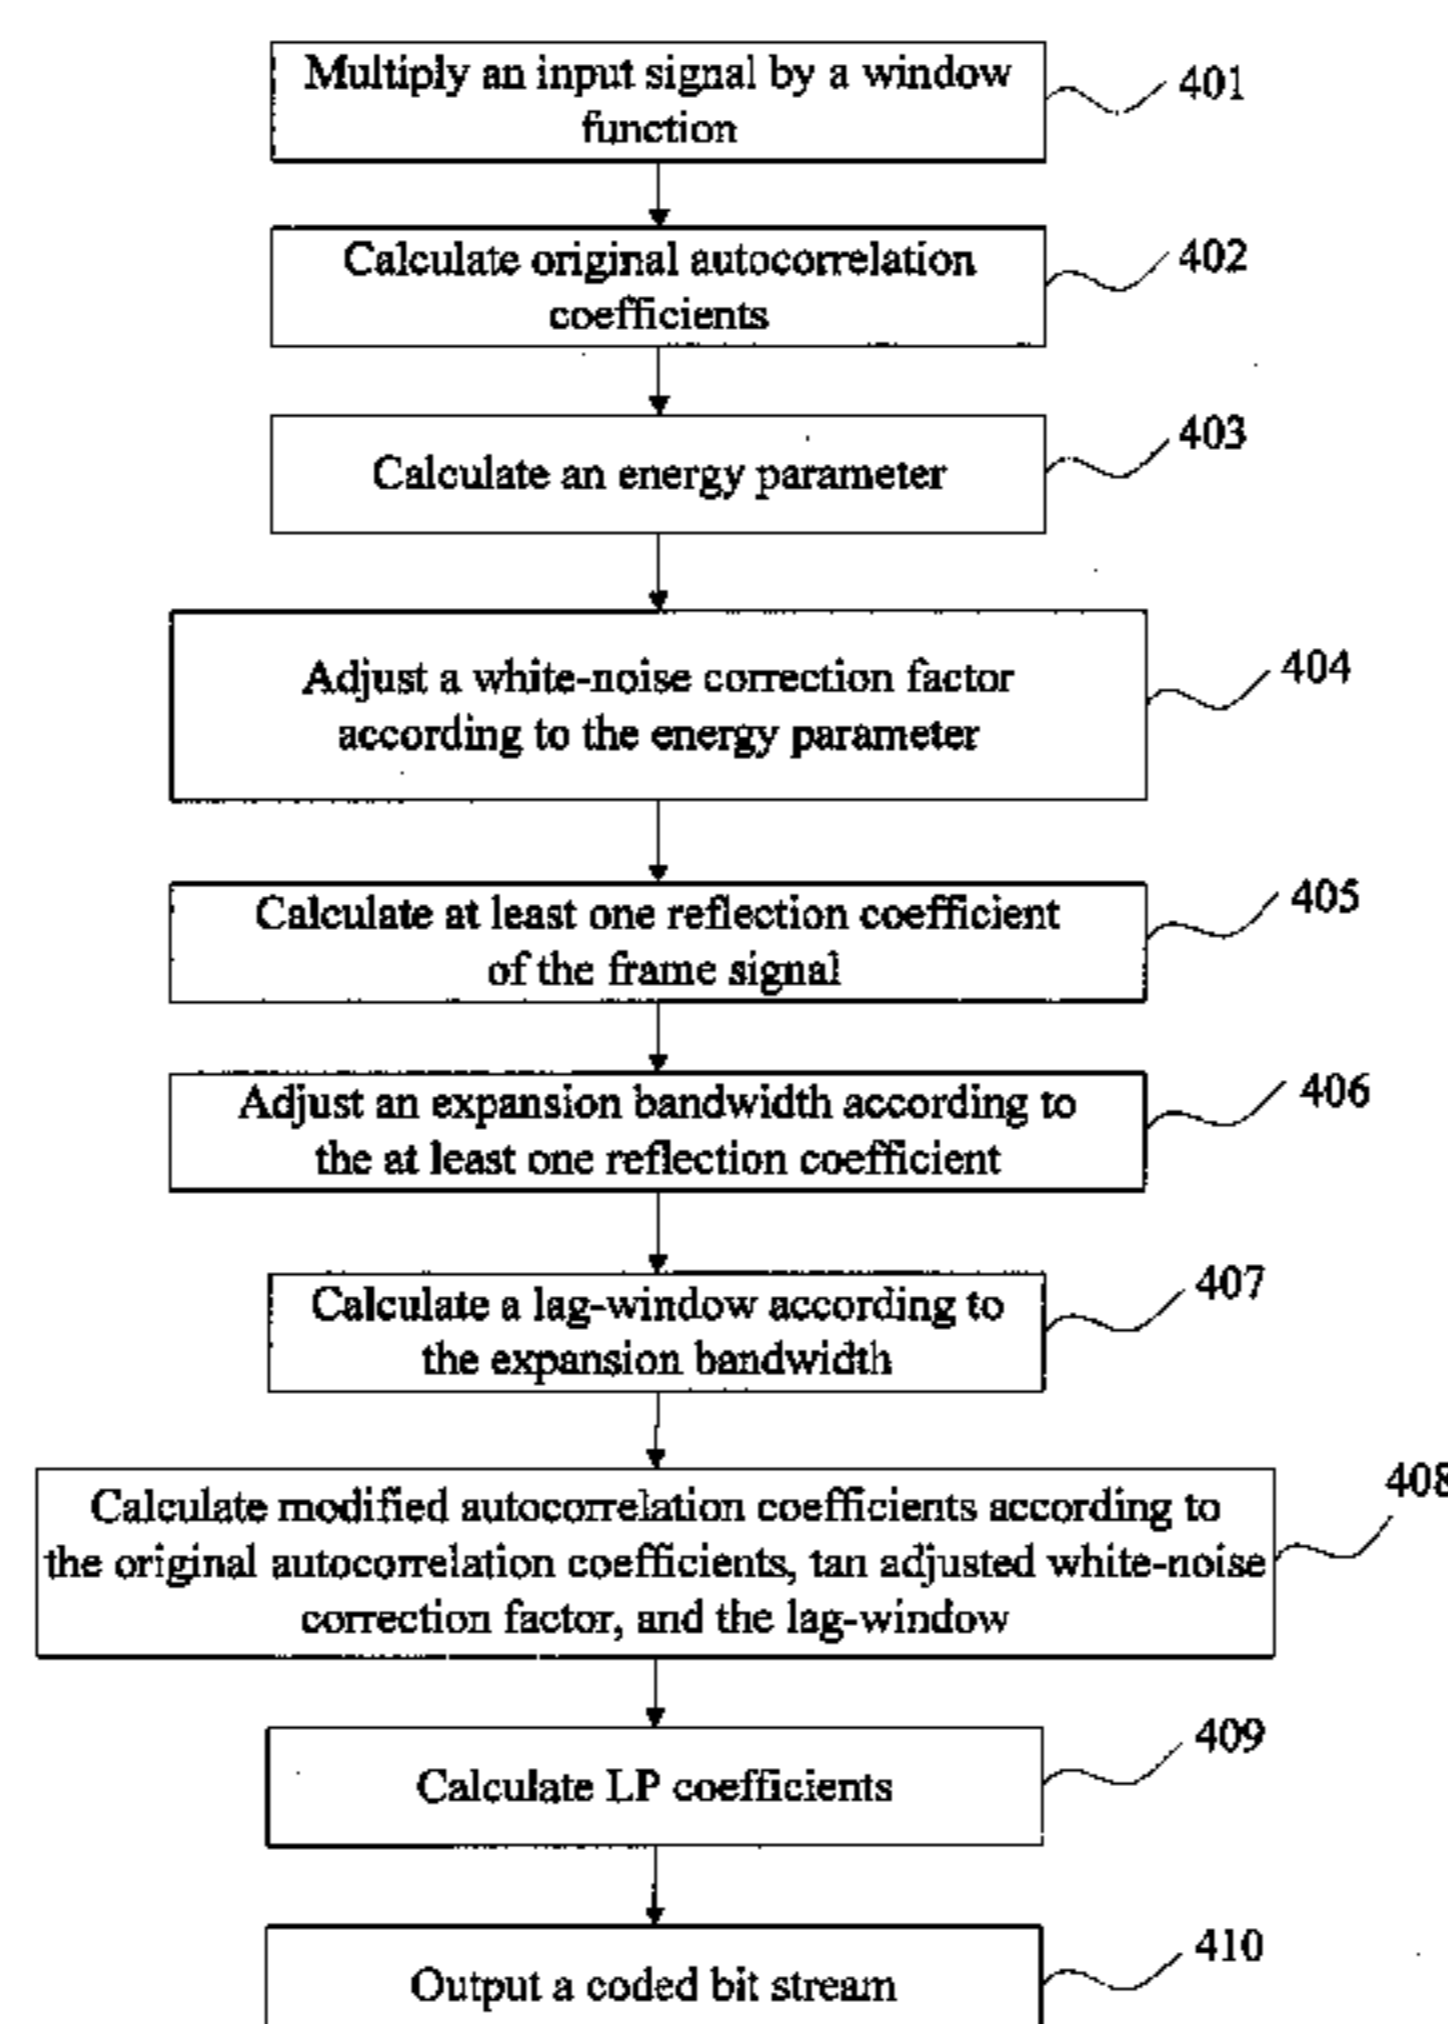 Multiply an input signal by a window
function
401
Calculate original autocorrelation
coefficients
402
Calculate an energy parameter
403
Adjust a white-noise correction factor
according to the energy parameter
404
Calculate at least one reflection coefficient
of the frame signal
405
Adjust an expansion bandwidth according to
the at least one reflection coefficient
406
Calculate a lag-window according to
the expansion bandwidth
407
Calculate modified autocorrelation coefficients according to
the original autocorrelation coefficients, tan adjusted white-noise
correction factor, and the lag-window
408
Calculate LP coefficients
409
Output a coded bit stream
410